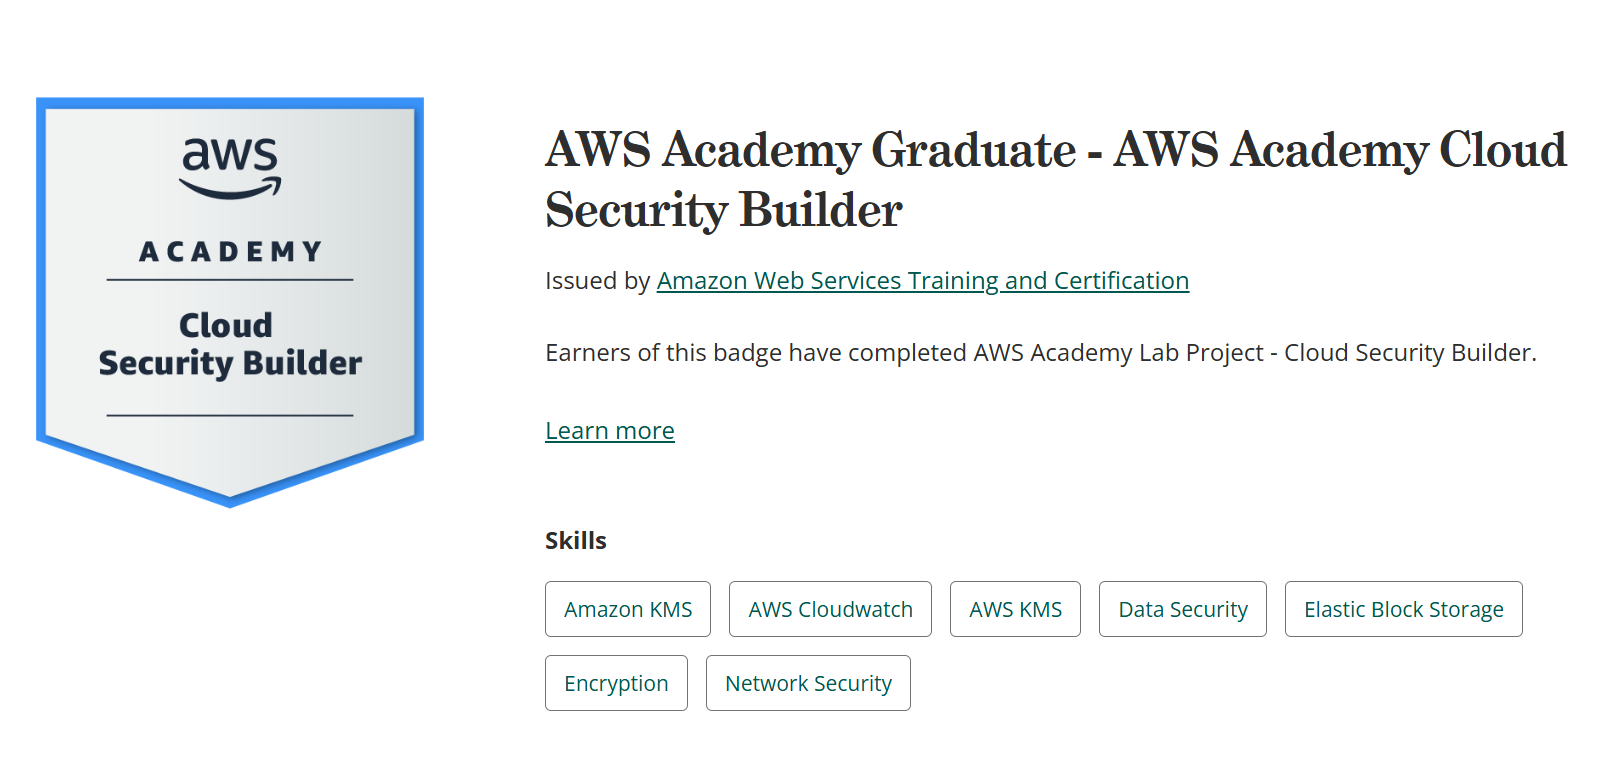 aws
ACADEMY
Cloud
Security Builder
AWS Academy Graduate - AWS Academy Cloud
Security Builder
Issued by Amazon Web Services Training and Certification
Earners of this badge have completed AWS Academy Lab Project - Cloud Security Builder.
Learn more
Skills
Amazon KMS AWS Cloudwatch AWS KMS Data Security Elastic Block Storage
Encryption Network Security